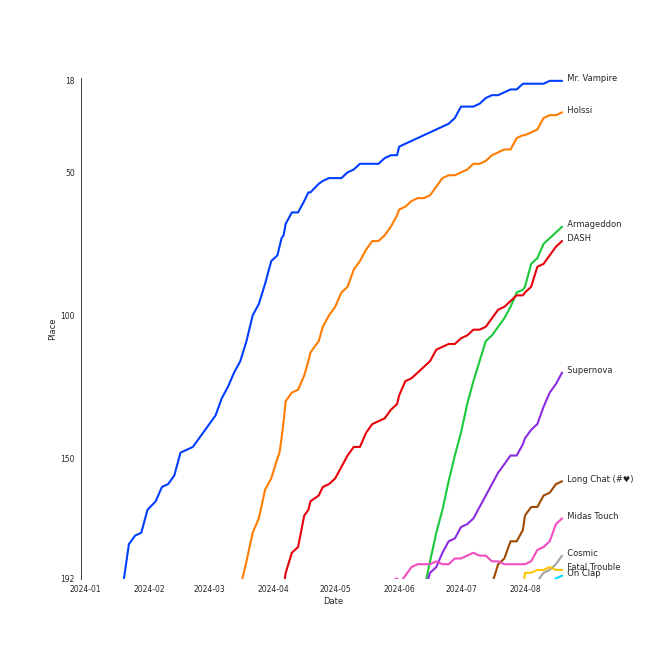 18
Mr. Vampire
Holssi
50
Armageddon
DASH
100
Place
Supernova
150
Long Chat (#♥)
Midas Touch
Cosmic
Fatal Trouble
On Clap
192
2024-01 2024-02 2024-03 2024-04 2024-05 2024-06 2024-07 2024-08
Date